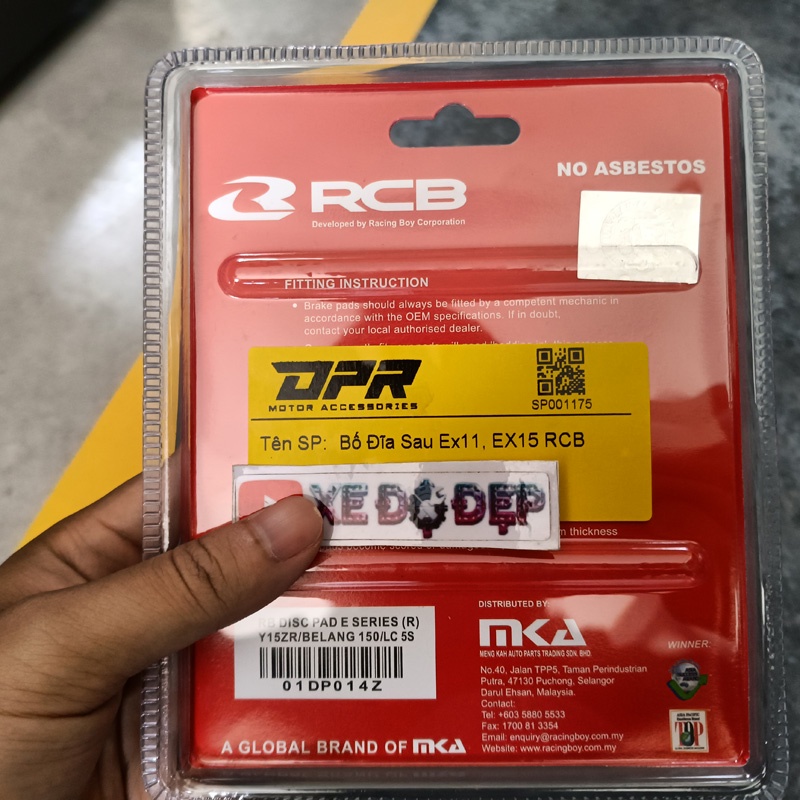 NO ASBESTOS
RCB
Developed by Racing Boy Corporation
FITTING INSTRUCTION
• Brake pads should always be fitted by a competent mechanic in
accordance with the OEM specifications. If in doubt,
contact your local authorised dealer.
DPR
MOTOR ACCESSORIES
SP001175
Tên SP: Bố Đĩa Sau Ex11, EX15 RCB
XE ĐỘ ĐẸP
thickness
DISC PAD E SERIES (R)
Y15ZR/BELANG 150/LC 5S
01DP014Z
DISTRIBUTED BY:
MKA
MENG KAH AUTO PARTS TRADING SDN. BHD.
No.40, Jalan TPP5, Taman Perindustrian
Putra, 47130 Puchong, Selangor
Darul Ehsan, Malaysia.
Contact:
Tel: +603 5880 5533
Fax: 1700 81 3354
Email: enquiry@racingboy.com.my
Website: www.racingboy.com.my
WINNER:
A GLOBAL BRAND OF MKA